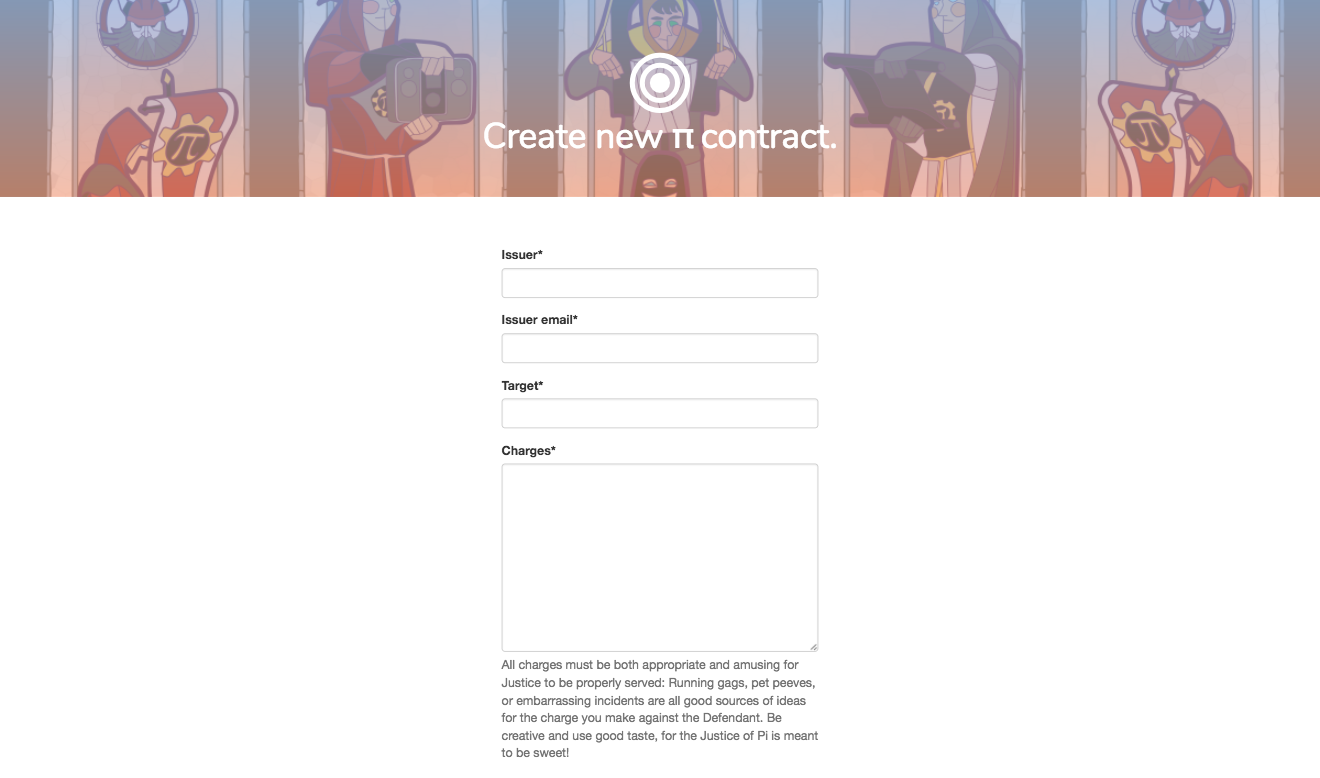 Create new π contract.
Issuer*
Issuer email*
Target*
Charges*
All charges must be both appropriate and amusing for
Justice to be properly served: Running gags, pet peeves,
or embarrassing incidents are all good sources of ideas
for the charge you make against the Defendant. Be
creative and use good taste, for the Justice of Pi is meant
to be sweet!